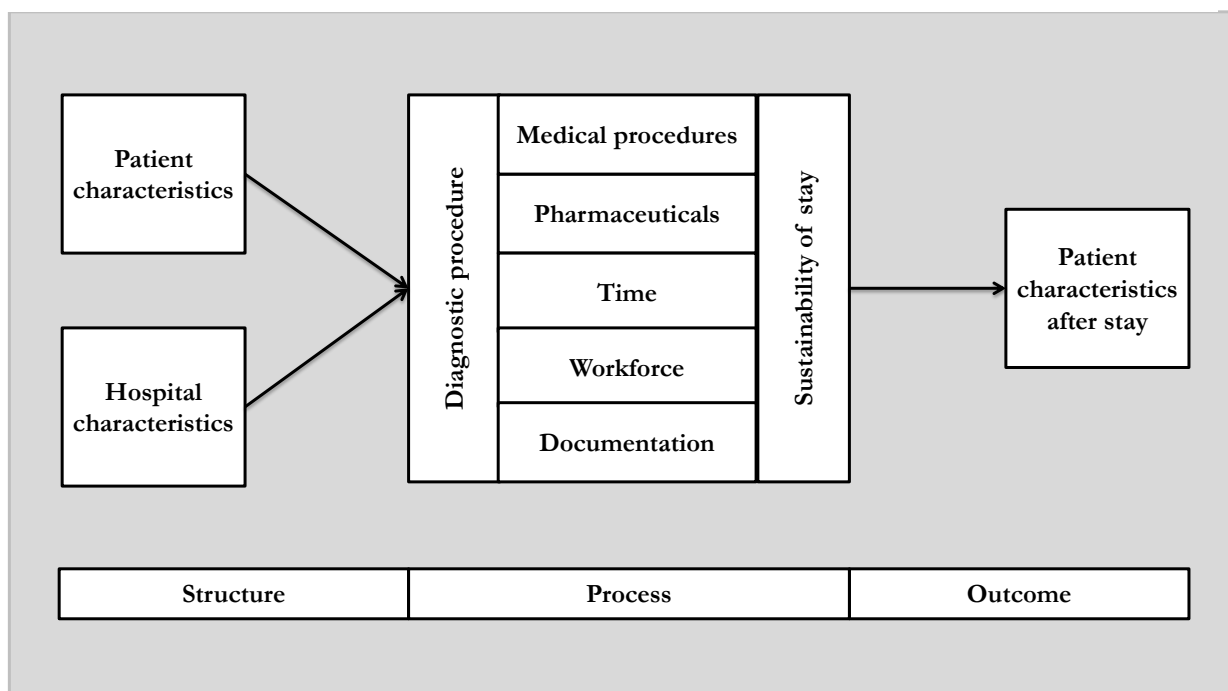 Patient
characteristics
Hospital
characteristics
Diagnostic procedure
Medical procedures
Pharmaceuticals
Time
Workforce
Documentation
Sustainability of stay
Patient
characteristics
after stay
Structure
Process
Outcome